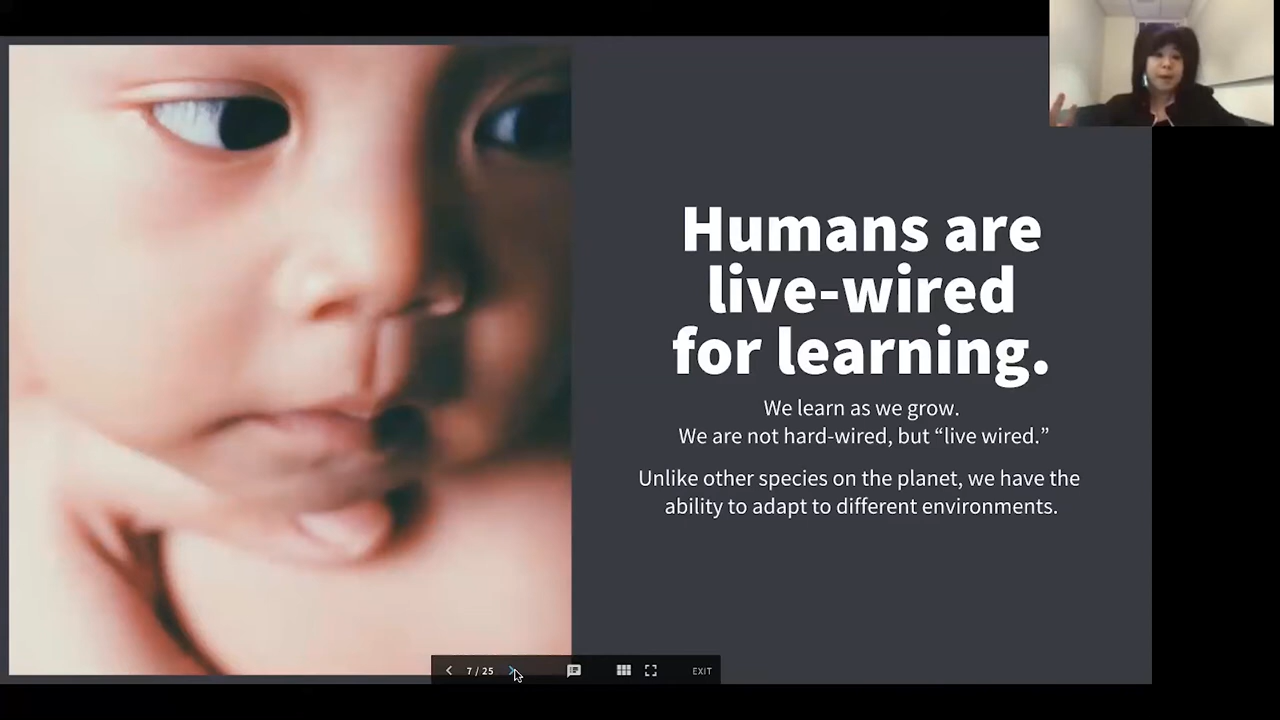 Humans are
live-wired
for learning.
We learn as we grow.
We are not hard-wired, but “live wired.”
Unlike other species on the planet, we have the
ability to adapt to different environments.
7 / 25
EXIT